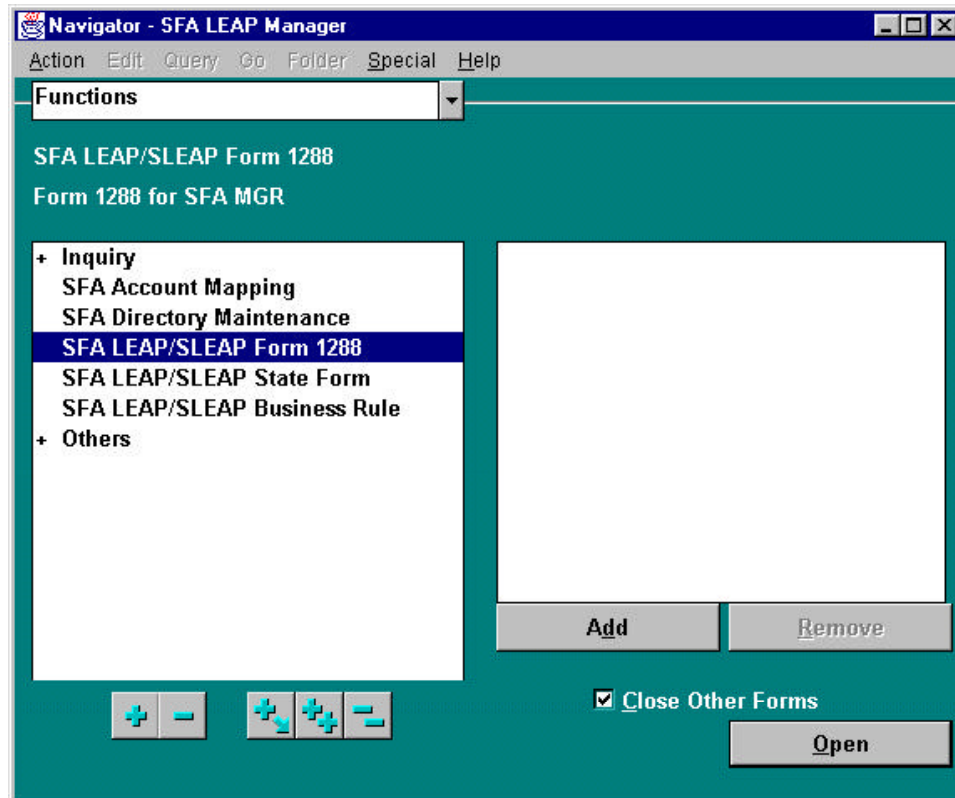 Navigator - SFA LEAP Manager
Action Edit Query Go Folder Special Help
Functions
SFA LEAP/SLEAP Form 1288
Form 1288 for SFA MGR
+ Inquiry
SFA Account Mapping
SFA Directory Maintenance
SFA LEAP/SLEAP Form 1288
SFA LEAP/SLEAP State Form
SFA LEAP/SLEAP Business Rule
+ Others
Add
Remove
Close Other Forms
Open